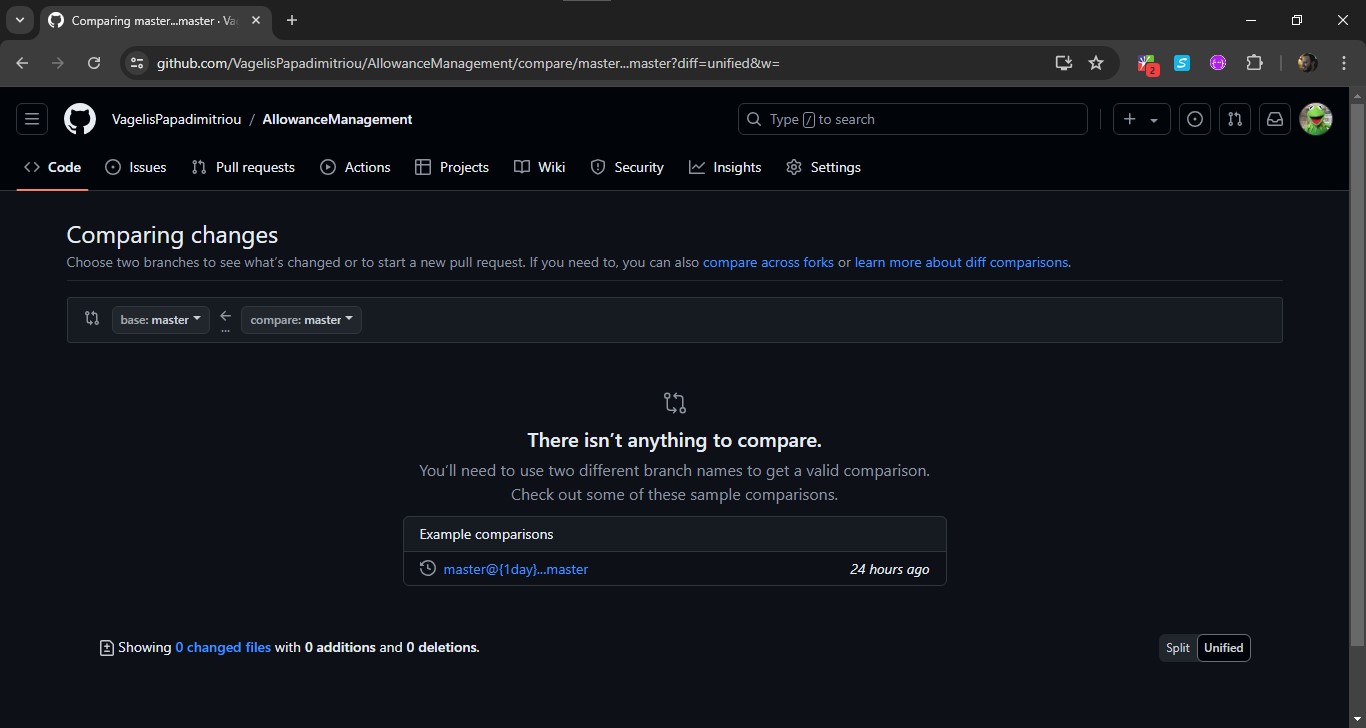 Comparing master...master · Va
github.com/VagelisPapadimitriou/AllowanceManagement/compare/master...master?diff=unified&w=
2
S
VagelisPapadimitriou / AllowanceManagement
Type / to search
Code Issues Pull requests Actions Projects Wiki Security Insights Settings
Comparing changes
Choose two branches to see what's changed or to start a new pull request. If you need to, you can also compare across forks or learn more about diff comparisons.
base: master ... compare: master
There isn't anything to compare.
You'll need to use two different branch names to get a valid comparison.
Check out some of these sample comparisons.
Example comparisons
master@{1day}...master 24 hours ago
Showing 0 changed files with 0 additions and 0 deletions.
Split Unified